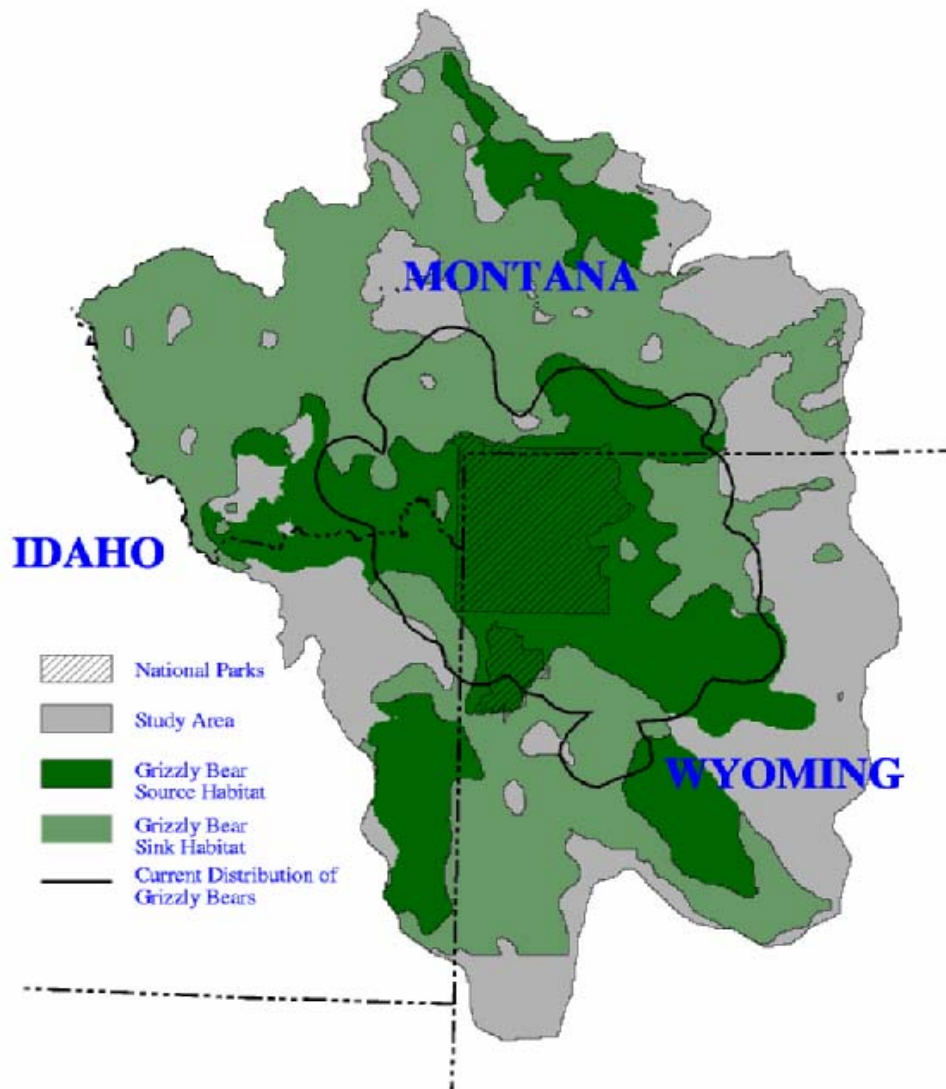 MONTANA
IDAHO
WYOMING
National Parks
Study Area
Grizzly Bear
Source Habitat
Grizzly Bear
Sink Habitat
Current Distribution of
Grizzly Bears